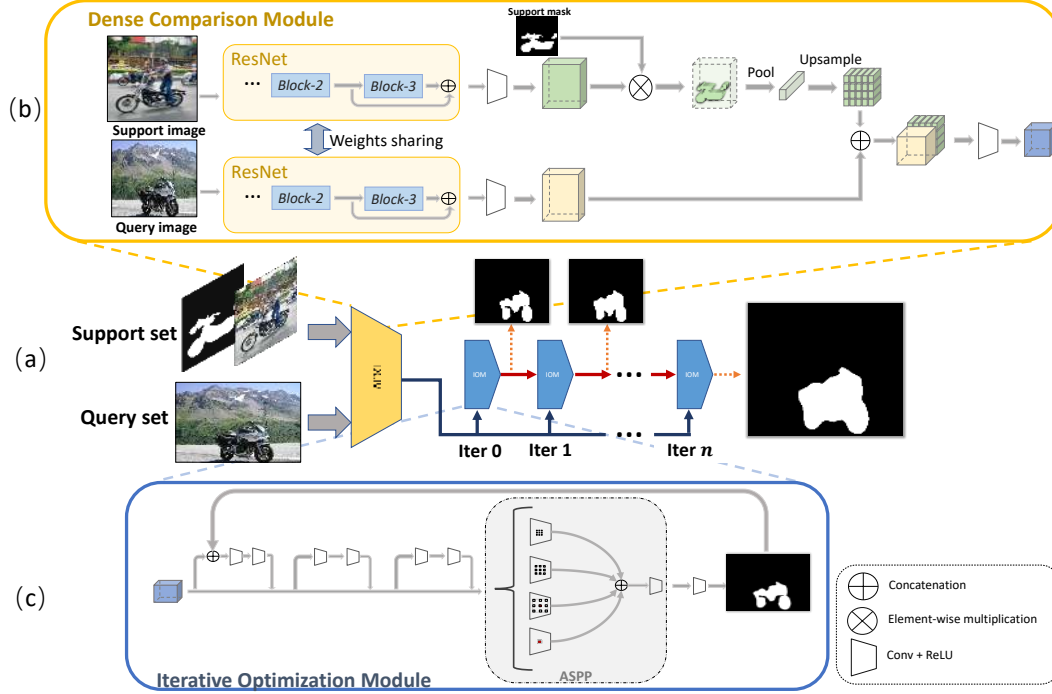 Dense Comparison Module
Support mask
ResNet
... Block-2
Block-3
Pool
Upsample
(b)
Support image
Weights sharing
ResNet
... Block-2
Block-3
Query image
Support set
(a)
IOM
IOM
...
IOM
Query set
...
Iter 0
Iter 1
Iter n
(c)
ASPP
Iterative Optimization Module
Concatenation
Element-wise multiplication
Conv + ReLU